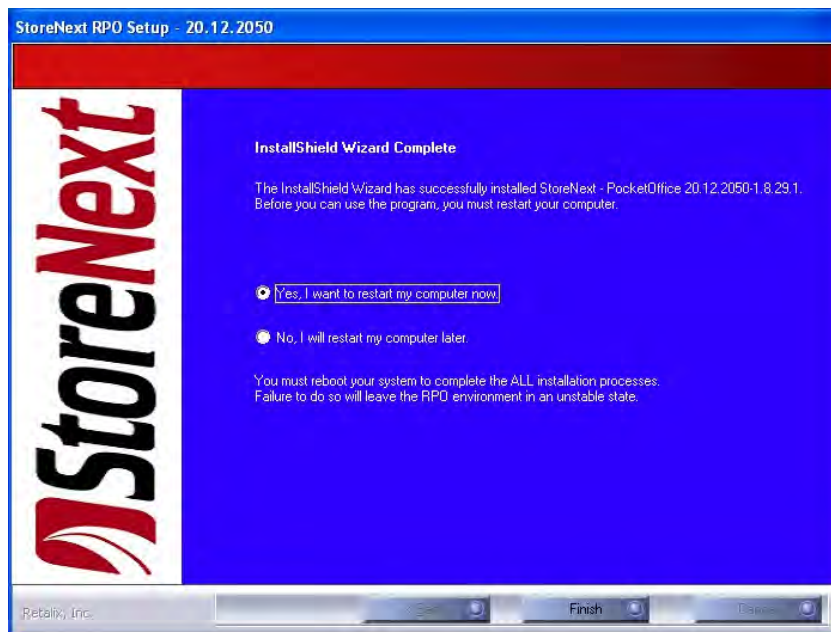 StoreNext RPO Setup - 20.12.2050
StoreNext
InstallShield Wizard Complete
The InstallShield Wizard has successfully installed StoreNext - PocketOffice 20.12.2050-1.8.29.1.
Before you can use the program, you must restart your computer.
Yes, I want to restart my computer now.
No, I will restart my computer later.
You must reboot your system to complete the ALL installation processes.
Failure to do so will leave the RPO environment in an unstable state.
Retalix, Inc.
Finish